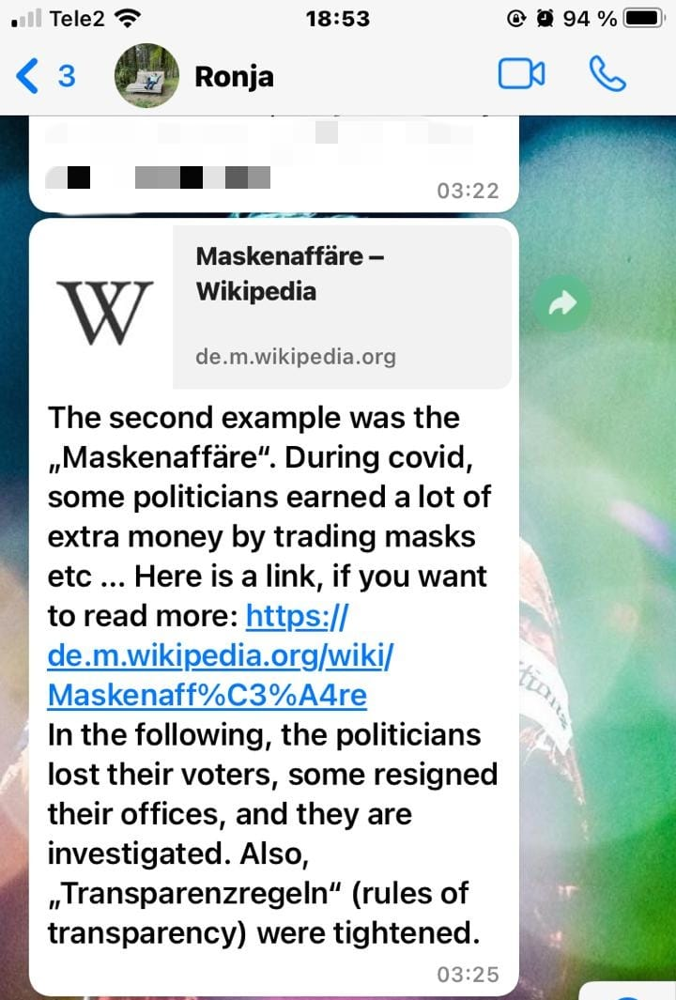 Tele2 18:53 94 %
3 Ronja
03:22
W
Maskenaffäre –
Wikipedia
de.m.wikipedia.org
The second example was the
„Maskenaffäre“. During covid,
some politicians earned a lot of
extra money by trading masks
etc ... Here is a link, if you want
to read more: https://
de.m.wikipedia.org/wiki/
Maskenaff%C3%A4re
In the following, the politicians
lost their voters, some resigned
their offices, and they are
investigated. Also,
„Transparenzregeln“ (rules of
transparency) were tightened.
03:25